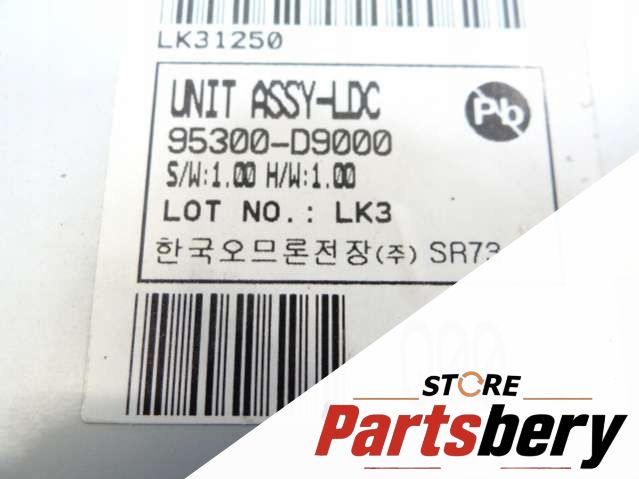 LK31250
UNIT ASSY-LDC
Pb
95300-D9000
S/W:1.00 H/W:1.00
LOT NO.: LK3
한국오므론전장(주) SR73
STORE
Partsbery